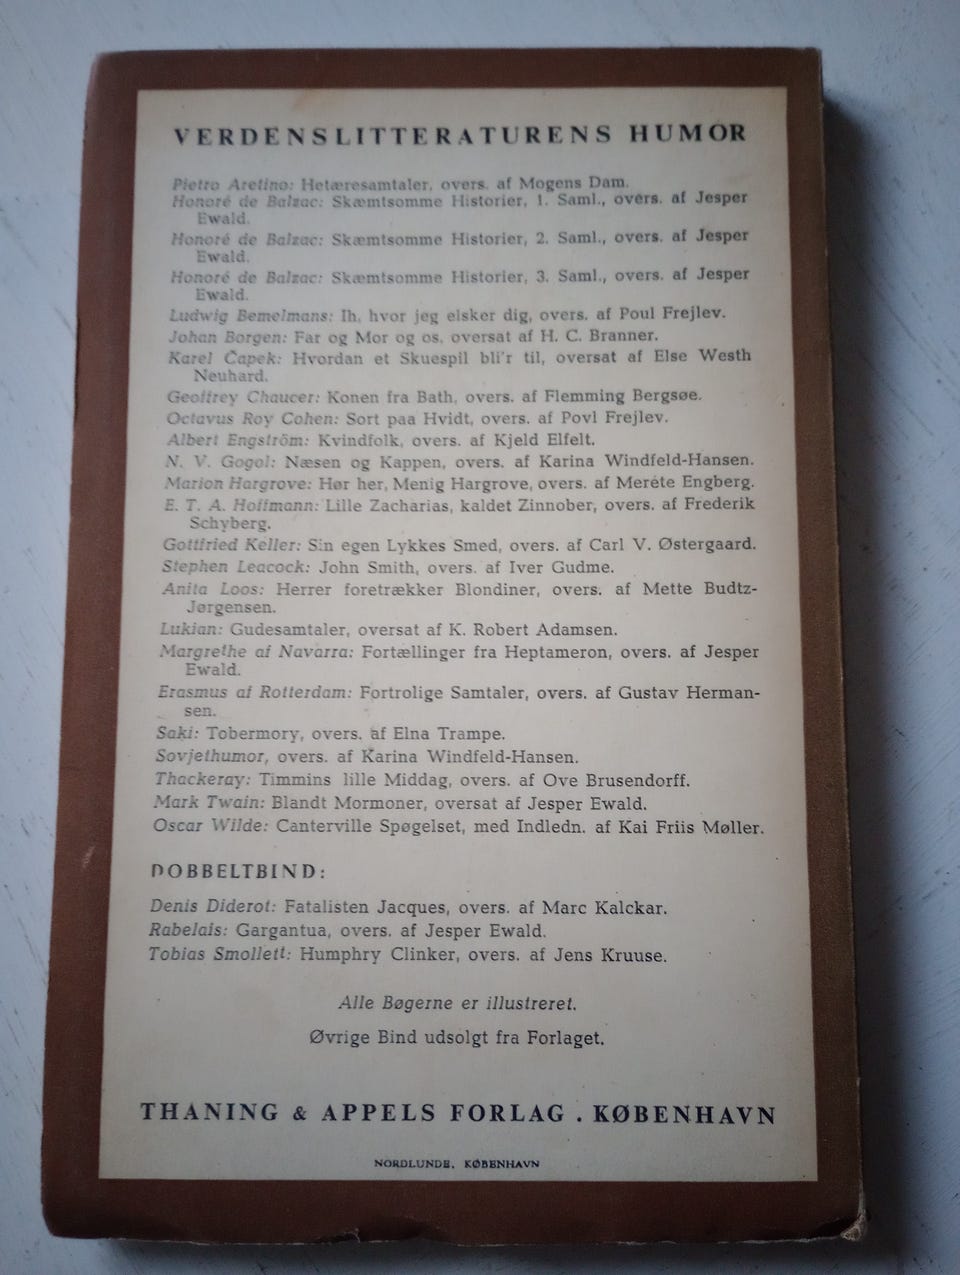 VERDENSLITTERATURENS HUMOR
Pietro Aretino: Hetæresamtaler, overs. af Mogens Dam.
Honoré de Balzac: Skæmtsomme Historier, 1. Saml., overs. af Jesper
Ewald.
Honoré de Balzac: Skæmtsomme Historier, 2. Saml., overs. af Jesper
Ewald.
Honoré de Balzac: Skæmtsomme Historier, 3. Saml., overs. af Jesper
Ewald.
Ludwig Bemelmans: Ih, hvor jeg elsker dig, overs. af Poul Frejlev.
Johan Borgen: Far og Mor og os, oversat af H. C. Branner.
Karel Capek: Hvordan et Skuespil bli'r til, oversat af Else Westh
Neuhard.
Geoffrey Chaucer: Konen fra Bath, overs. af Flemming Bergsøe.
Octavus Roy Cohen: Sort paa Hvidt, overs. af Povl Frejlev.
Albert Engström: Kvindfolk, overs. af Kjeld Elfelt.
N. V. Gogol: Næsen og Kappen, overs. af Karina Windfeld-Hansen.
Marion Hargrove: Hør her, Menig Hargrove, overs. af Merete Engberg.
E. T. A. Hoffmann: Lille Zacharias, kaldet Zinnober, overs. af Frederik
Schyberg.
Gottfried Keller: Sin egen Lykkes Smed, overs. af Carl V. Østergaard.
Stephen Leacock: John Smith, overs. af Iver Gudme.
Anita Loos: Herrer foretrækker Blondiner, overs. af Mette Budtz-
Jørgensen.
Lukian: Gudesamtaler, oversat af K. Robert Adamsen.
Margrethe af Navarra: Fortællinger fra Heptameron, overs. af Jesper
Ewald.
Erasmus af Rotterdam: Fortrolige Samtaler, overs. af Gustav Herman-
sen.
Saki: Tobermory, overs. af Elna Trampe.
Sovjethumor, overs. af Karina Windfeld-Hansen.
Thackeray: Timmins lille Middag, overs. af Ove Brusendorff.
Mark Twain: Blandt Mormoner, oversat af Jesper Ewald.
Oscar Wilde: Canterville Spøgelset, med Indledn. af Kai Friis Møller.
DOBBELTBIND:
Denis Diderot: Fatalisten Jacques, overs. af Marc Kalckar.
Rabelais: Gargantua, overs. af Jesper Ewald.
Tobias Smollett: Humphry Clinker, overs. af Jens Kruuse.
Alle Bøgerne er illustreret.
Øvrige Bind udsolgt fra Forlaget.
THANING & APPELS FORLAG . KØBENHAVN
NORDLUNDE, KØBENHAVN